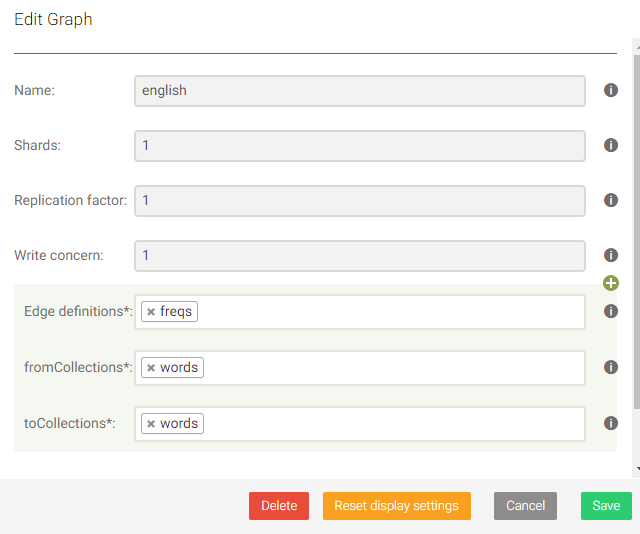 Edit Graph
Name: english
Shards: 1
Replication factor: 1
Write concern: 1
Edge definitions*: freqs
fromCollections*: words
toCollections*: words
Delete Reset display settings Cancel Save